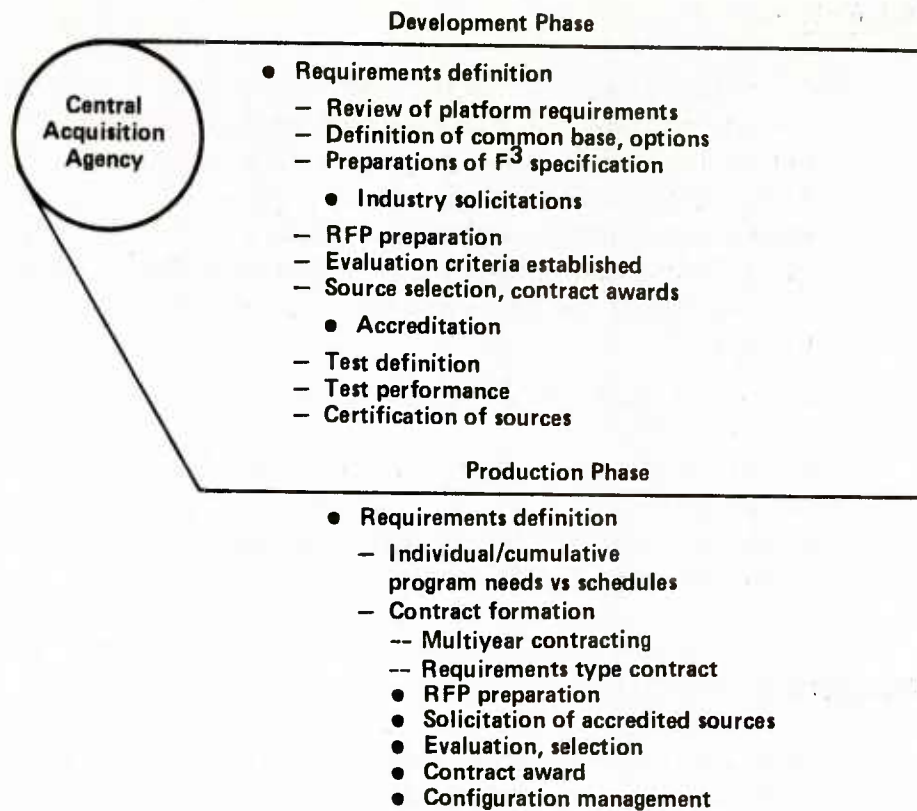 Development Phase
Central
Acquisition
Agency
● Requirements definition
– Review of platform requirements
– Definition of common base, options
– Preparations of F³ specification
● Industry solicitations
– RFP preparation
– Evaluation criteria established
– Source selection, contract awards
● Accreditation
– Test definition
– Test performance
– Certification of sources
Production Phase
● Requirements definition
– Individual/cumulative
program needs vs schedules
– Contract formation
-- Multiyear contracting
-- Requirements type contract
● RFP preparation
● Solicitation of accredited sources
● Evaluation, selection
● Contract award
● Configuration management